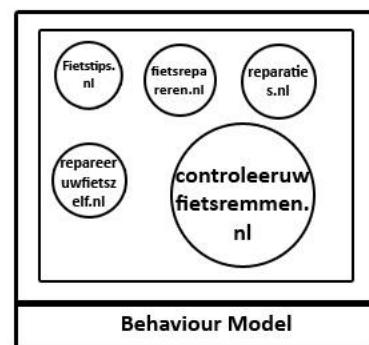 Fietstips.
nl
fietsrepa
reren.nl
reparatie
s.nl
repareer
uwfietsz
elf.nl
controleeruw
fietsremmen.
nl
Behaviour Model